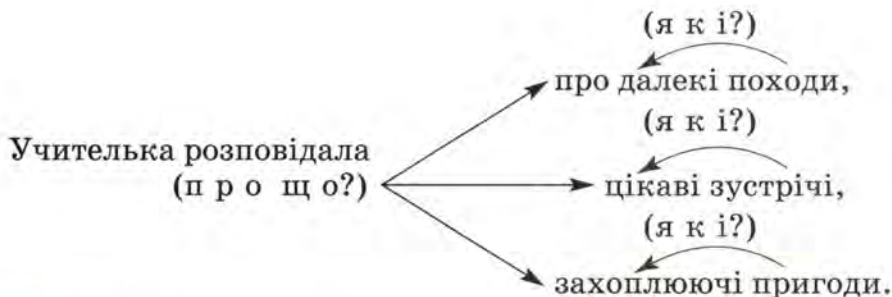 (я к і?)
про далекі походи,
(я к і?)
Учителька розповідала
(п р о  щ о?)
цікаві зустрічі,
(я к і?)
захоплюючі пригоди.